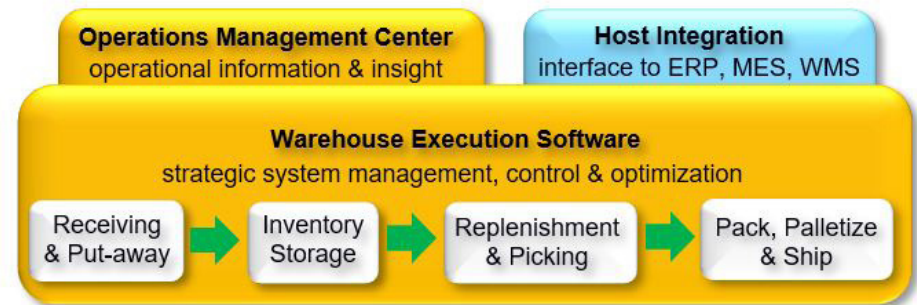 Operations Management Center
operational information & insight
Host Integration
interface to ERP, MES, WMS
Warehouse Execution Software
strategic system management, control & optimization
Receiving
& Put-away
Inventory
Storage
Replenishment
& Picking
Pack, Palletize
& Ship